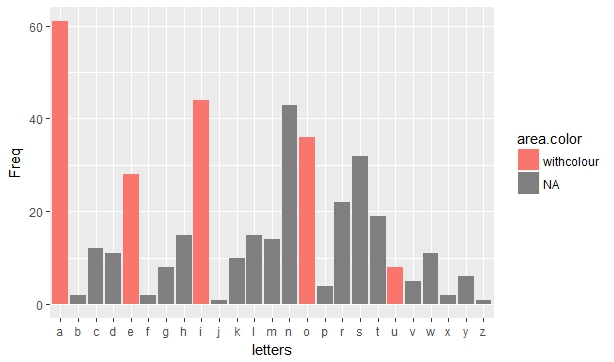 60
40
20
0
Freq
a b c d e f g h i j k l m n o p r s t u v w x y z
letters
area.color
withcolour
NA